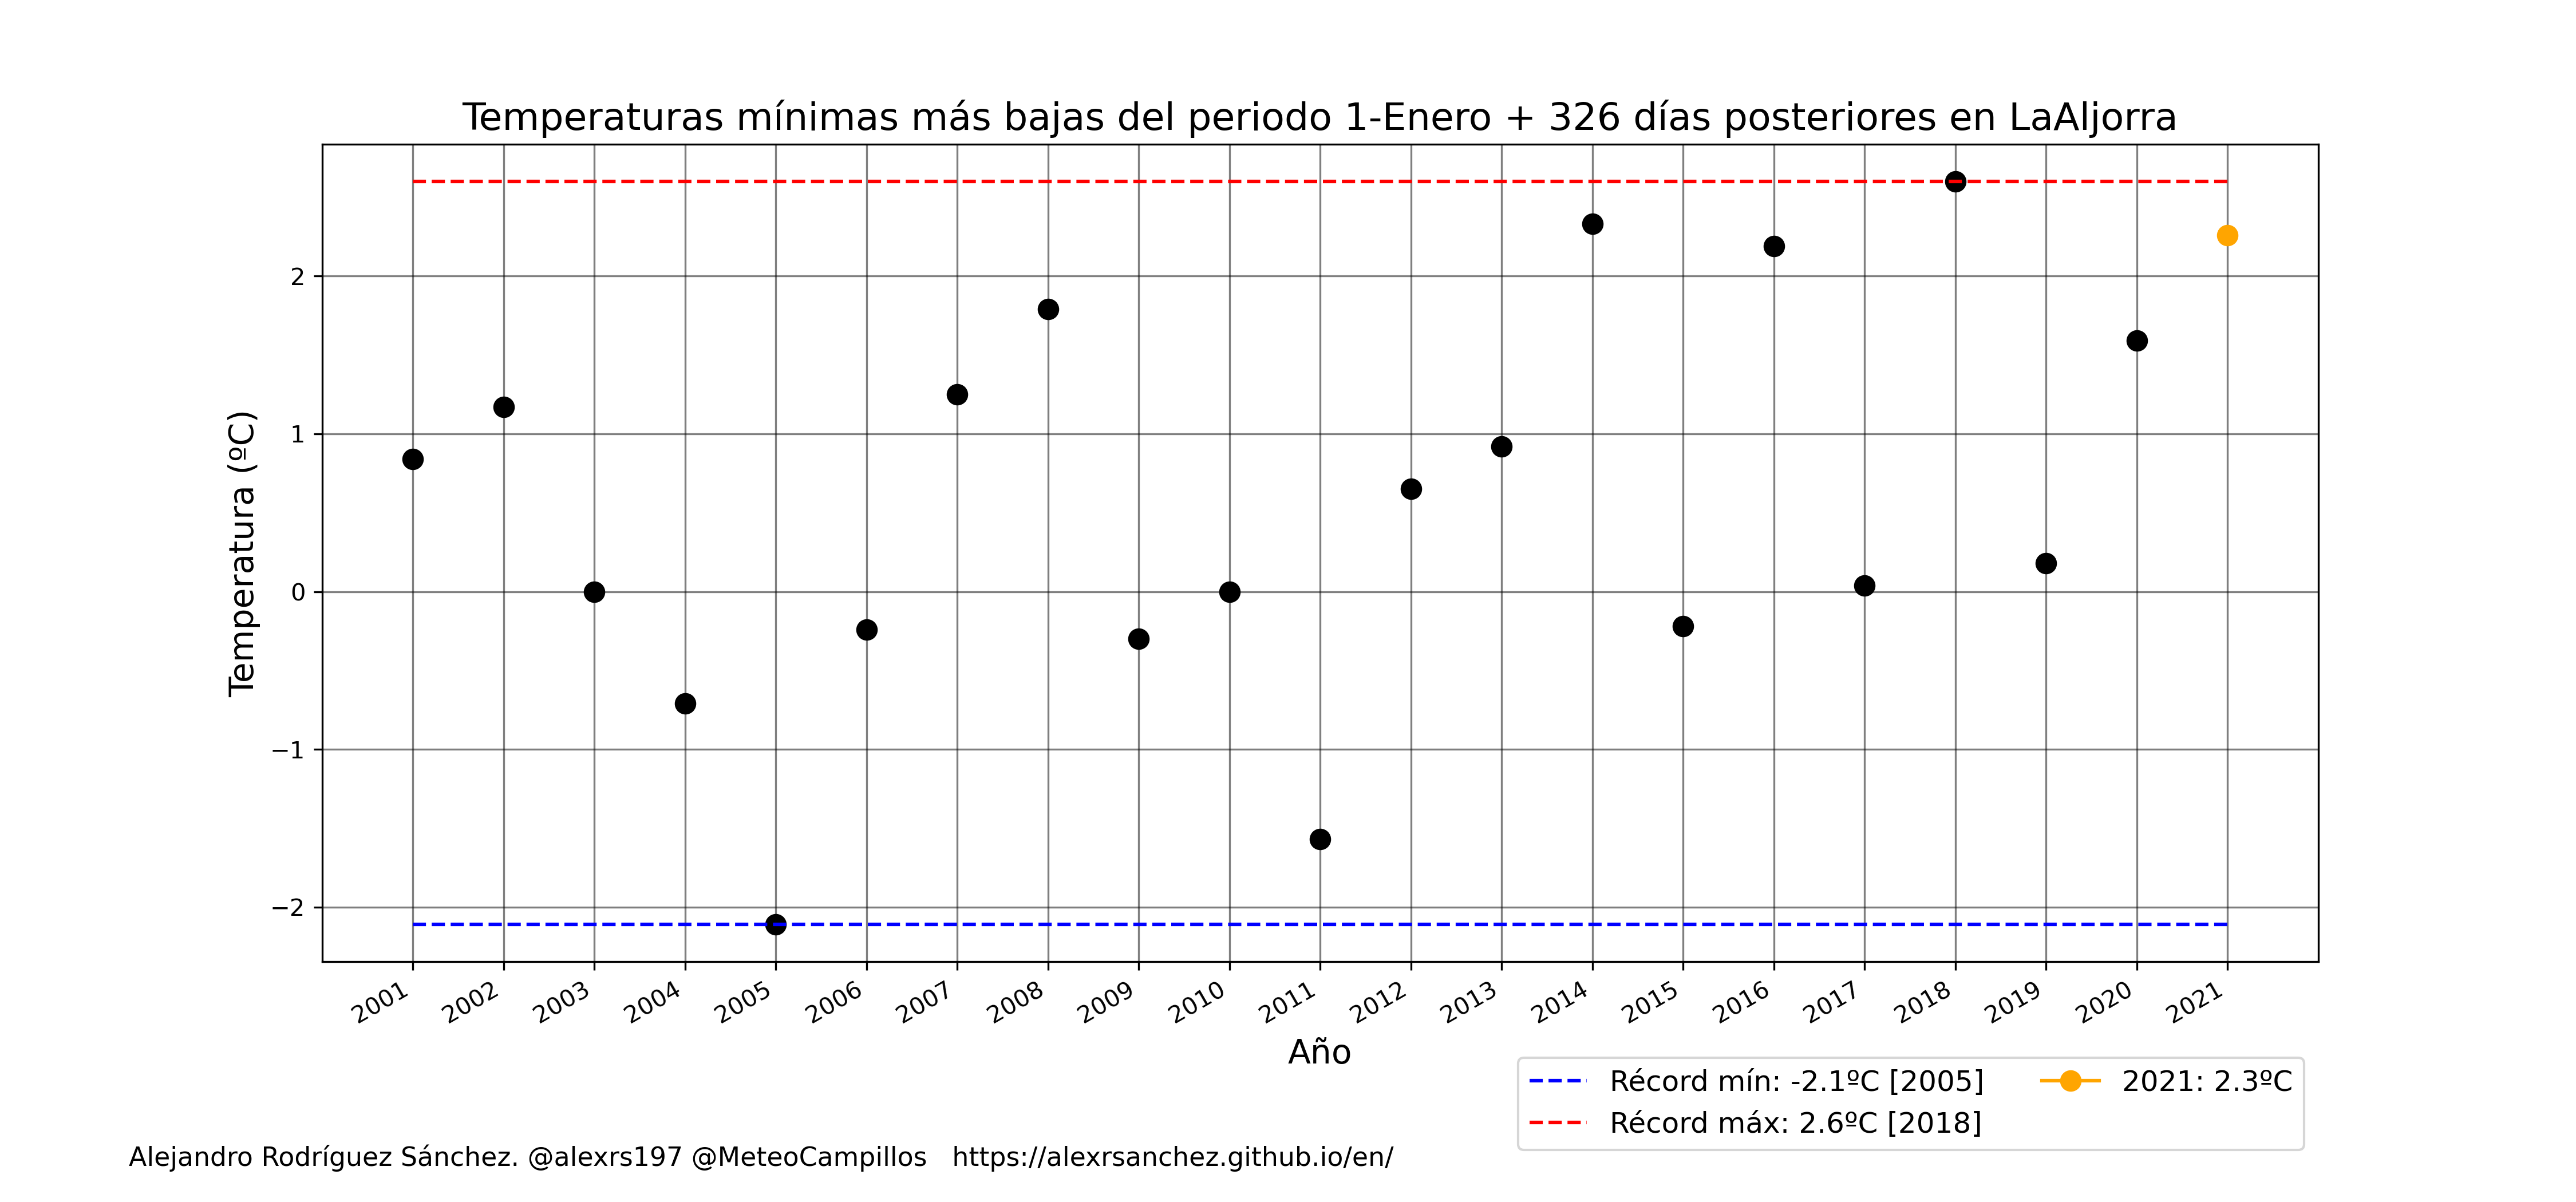 Temperaturas mínimas más bajas del periodo 1-Enero + 326 días posteriores en LaAljorra
Temperatura (ºC)
2
1
0
−1
−2
2001 2002 2003 2004 2005 2006 2007 2008 2009 2010 2011 2012 2013 2014 2015 2016 2017 2018 2019 2020 2021
Año
Récord mín: -2.1ºC [2005]
Récord máx: 2.6ºC [2018]
2021: 2.3ºC
Alejandro Rodríguez Sánchez. @alexrs197 @MeteoCampillos https://alexrsanchez.github.io/en/